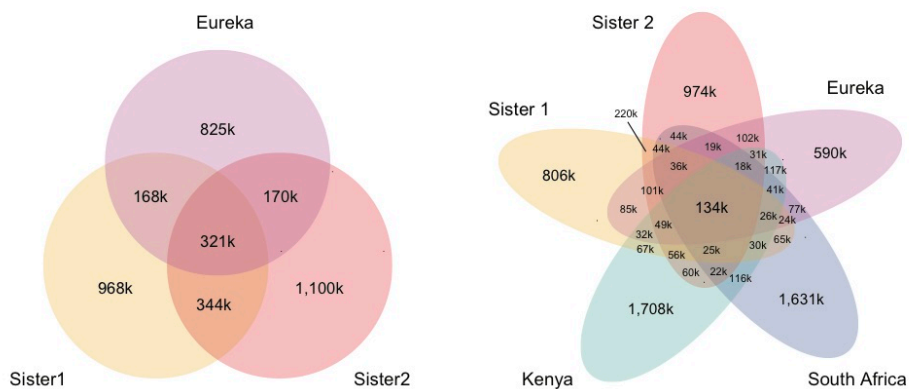 Eureka
825k
168k
170k
321k
968k
344k
1,100k
Sister1
Sister2
Sister 2
974k
Eureka
Sister 1
220k
44k
102k
44k
19k
31k
590k
36k
18k
117k
806k
101k
41k
85k
134k
77k
26k
24k
49k
32k
65k
67k
30k
56k
25k
60k
22k
116k
1,708k
1,631k
Kenya
South Africa